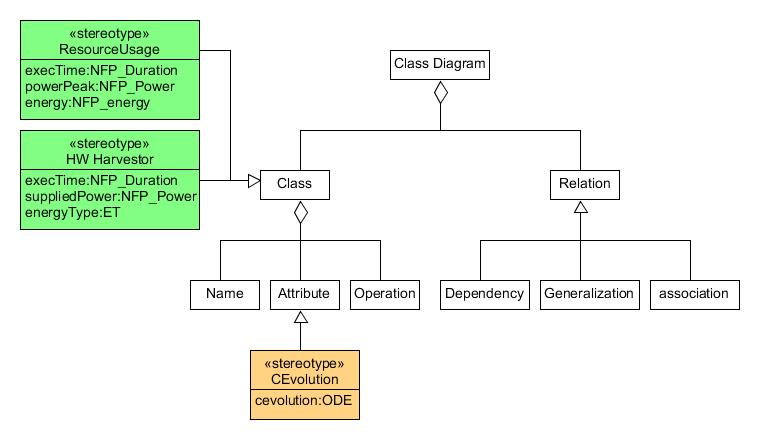 «stereotype»
ResourceUsage
execTime:NFP_Duration
powerPeak:NFP_Power
energy:NFP_energy
Class Diagram
«stereotype»
HW Harvestor
execTime:NFP_Duration
suppliedPower:NFP_Power
energyType:ET
Class
Relation
Name
Attribute
Operation
Dependency
Generalization
association
«stereotype»
CEvolution
cevolution:ODE